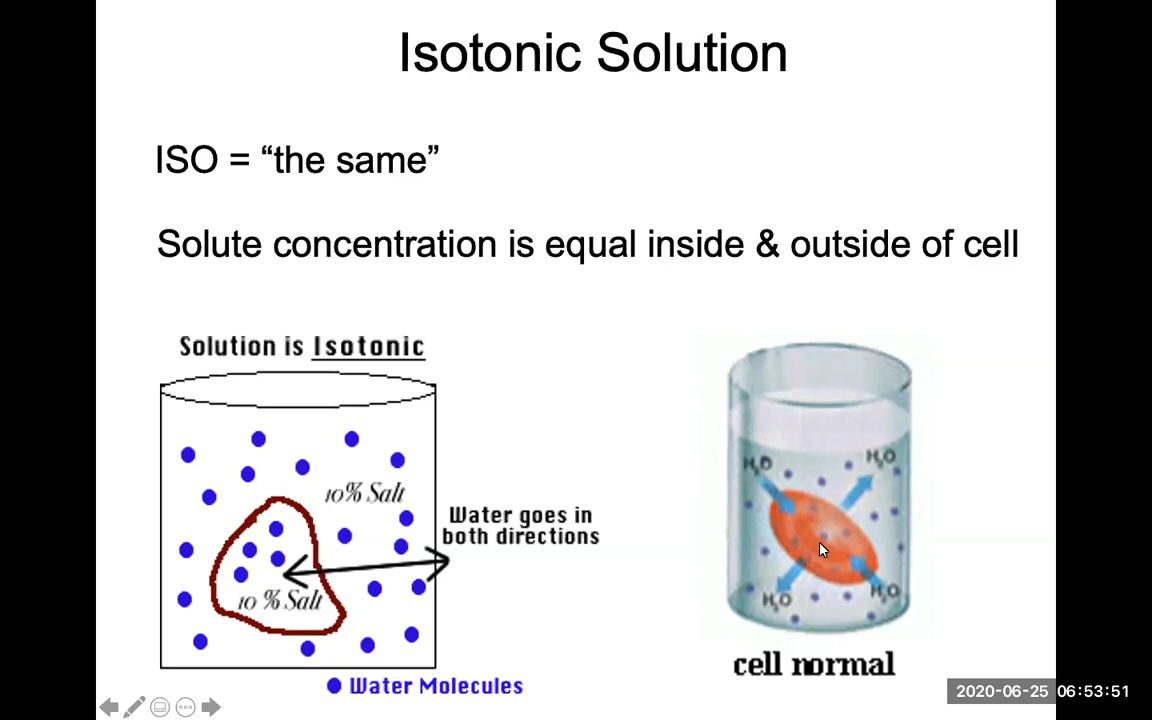 Isotonic Solution
ISO = “the same”
Solute concentration is equal inside & outside of cell
Solution is Isotonic
10% Salt
Water goes in
both directions
10 % Salt
Water Molecules
H₂O
H₂O
H₂O
H₂O
cell normal
2020-06-25 06:53:51